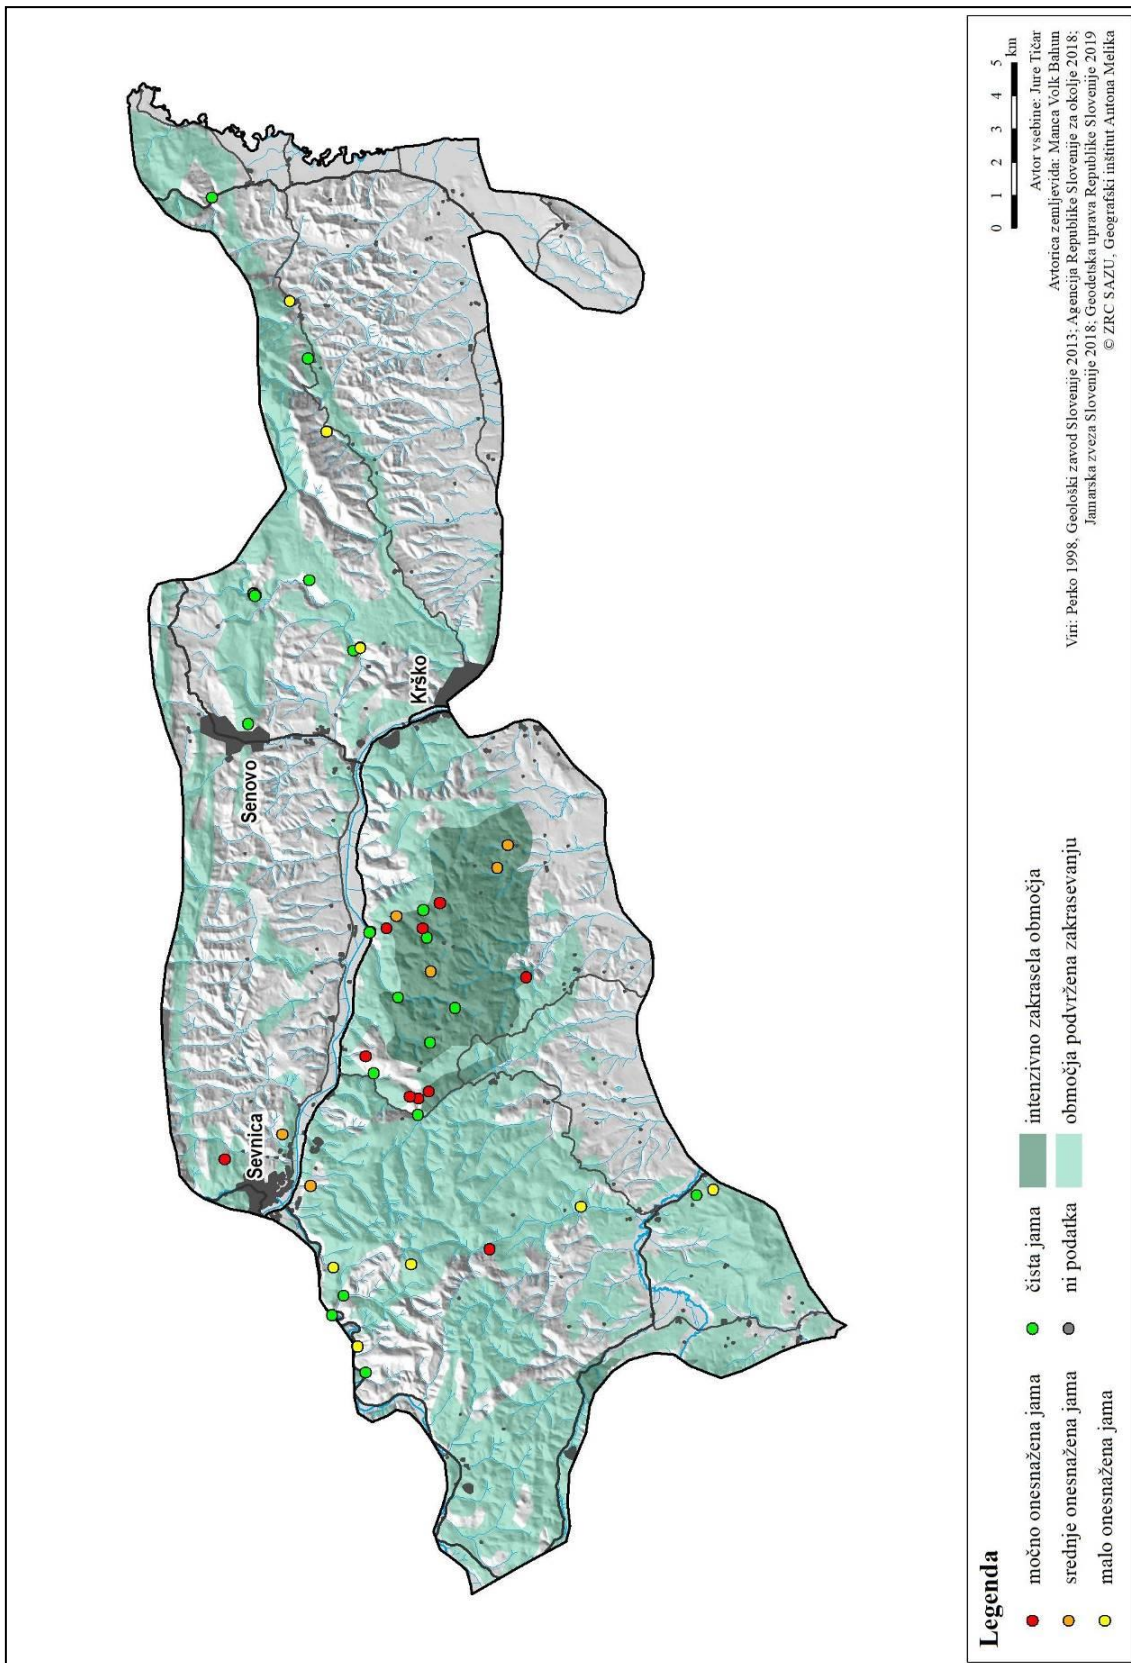 Senovo
Sevnica
Krško
Legenda
močno onesnažena jama
srednje onesnažena jama
malo onesnažena jama
čista jama
ni podatka
intenzivno zakrasela območja
območja podvržena zakrasevanju
0 1 2 3 4 5
km
Avtor vsebine: Jure Tičar
Avtorica zemljevida: Manca Volk Bahun
Viri: Perko 1998, Geološki zavod Slovenije 2013; Agencija Republike Slovenije za okolje 2018;
Jamarska zveza Slovenije 2018; Geodetska uprava Republike Slovenije 2019
© ZRC SAZU, Geografski inštitut Antona Melika